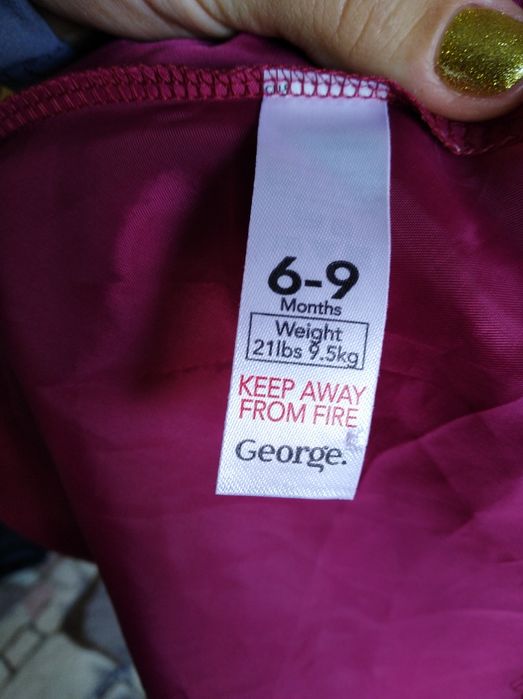 6-9
Months
Weight
21lbs 9.5kg
KEEP AWAY
FROM FIRE
George.